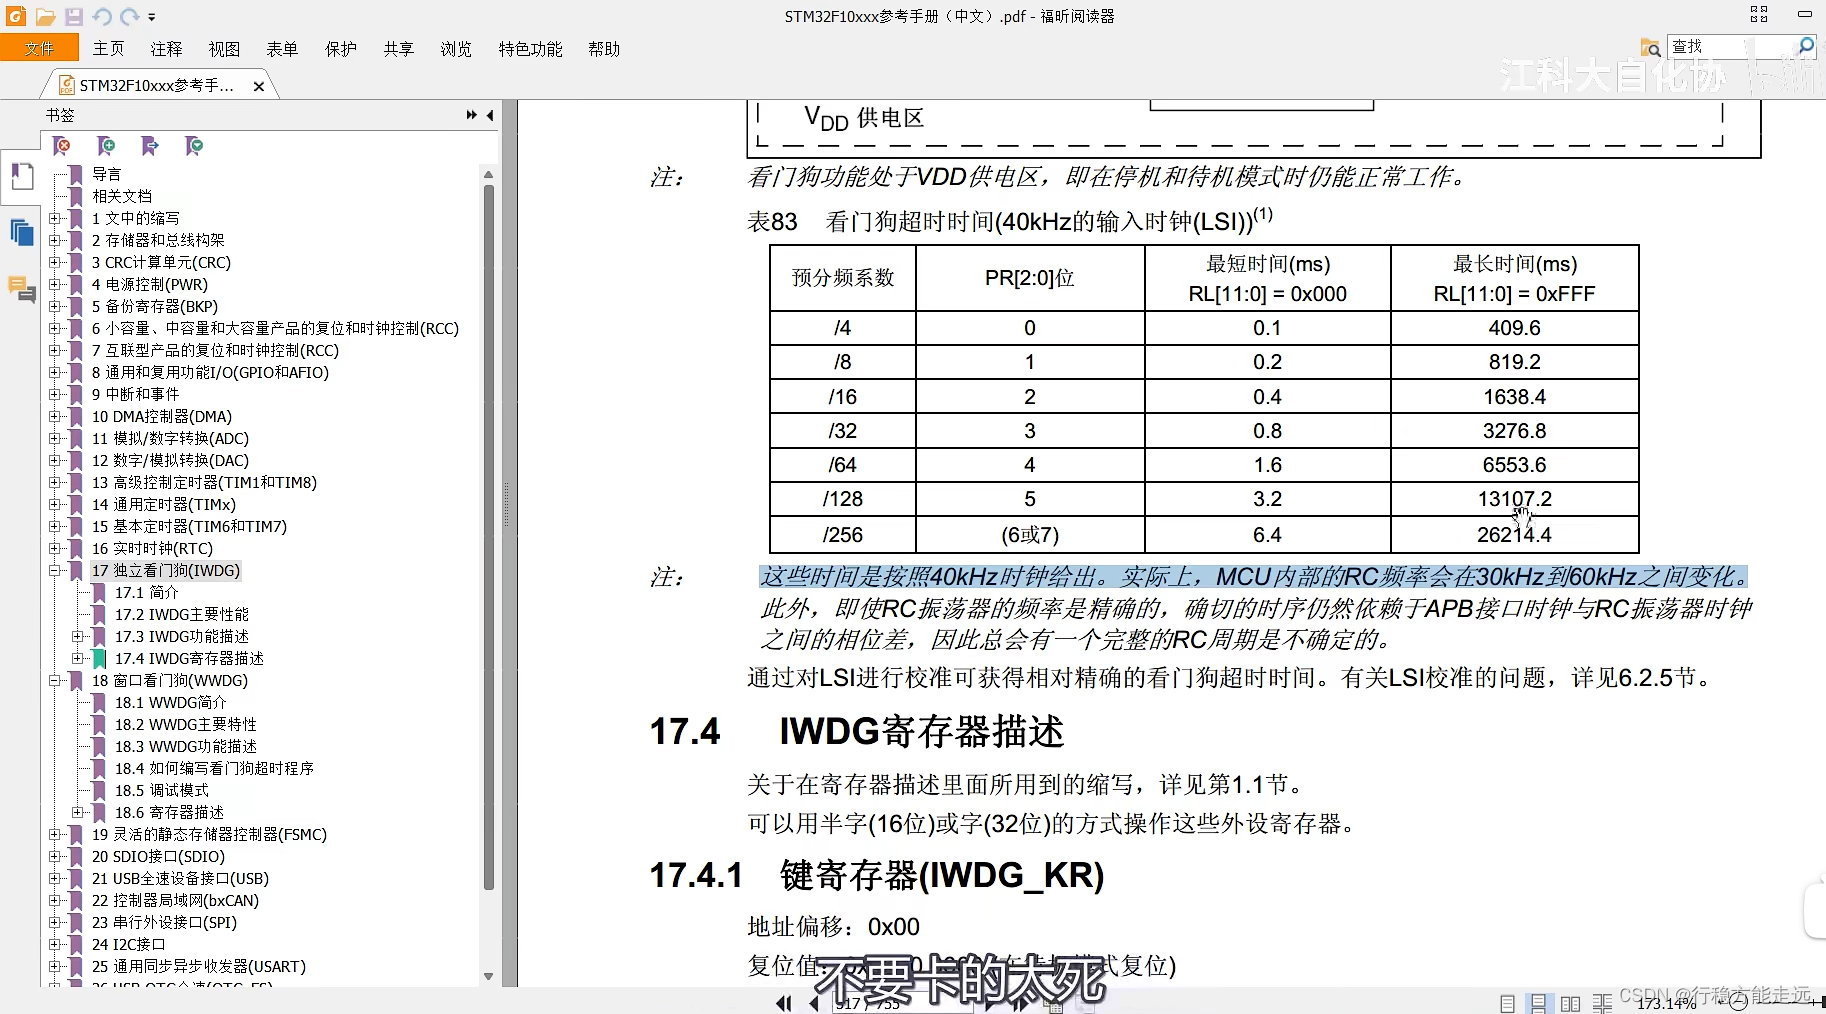 STM32F10xxx参考手册（中文）.pdf - 福昕阅读器
文件 主页 注释 视图 表单 保护 共享 浏览 特色功能 帮助
查找
江科大自化协
STM32F10xxx参考手...
书签
导言
相关文档
1 文中的缩写
2 存储器和总线构架
3 CRC计算单元(CRC)
4 电源控制(PWR)
5 备份寄存器(BKP)
6 小容量、中容量和大容量产品的复位和时钟控制(RCC)
7 互联型产品的复位和时钟控制(RCC)
8 通用和复用功能I/O(GPIO和AFIO)
9 中断和事件
10 DMA控制器(DMA)
11 模拟/数字转换(ADC)
12 数字/模拟转换(DAC)
13 高级控制定时器(TIM1和TIM8)
14 通用定时器(TIMx)
15 基本定时器(TIM6和TIM7)
16 实时时钟(RTC)
17 独立看门狗(IWDG)
17.1 简介
17.2 IWDG主要性能
17.3 IWDG功能描述
17.4 IWDG寄存器描述
18 窗口看门狗(WWDG)
18.1 WWDG简介
18.2 WWDG主要特性
18.3 WWDG功能描述
18.4 如何编写看门狗超时程序
18.5 调试模式
18.6 寄存器描述
19 灵活的静态存储器控制器(FSMC)
20 SDIO接口(SDIO)
21 USB全速设备接口(USB)
22 控制器局域网(bxCAN)
23 串行外设接口(SPI)
24 I2C接口
25 通用同步异步收发器(USART)
VDD 供电区
注： 看门狗功能处于VDD供电区，即在停机和待机模式时仍能正常工作。
表83 看门狗超时时间(40kHz的输入时钟(LSI))(1)
预分频系数 PR[2:0]位 最短时间(ms) RL[11:0] = 0x000 最长时间(ms) RL[11:0] = 0xFFF
/4 0 0.1 409.6
/8 1 0.2 819.2
/16 2 0.4 1638.4
/32 3 0.8 3276.8
/64 4 1.6 6553.6
/128 5 3.2 13107.2
/256 (6或7) 6.4 26214.4
注： 这些时间是按照40kHz时钟给出。实际上，MCU内部的RC频率会在30kHz到60kHz之间变化。
此外，即使RC振荡器的频率是精确的，确切的时序仍然依赖于APB接口时钟与RC振荡器时钟
之间的相位差，因此总会有一个完整的RC周期是不确定的。
通过对LSI进行校准可获得相对精确的看门狗超时时间。有关LSI校准的问题，详见6.2.5节。
17.4 IWDG寄存器描述
关于在寄存器描述里面所用到的缩写，详见第1.1节。
可以用半字(16位)或字(32位)的方式操作这些外设寄存器。
17.4.1 键寄存器(IWDG_KR)
地址偏移：0x00
复位值：
式复位)
不要卡的太死
317 / 755
173.14%
CSDN @行稳方能走远